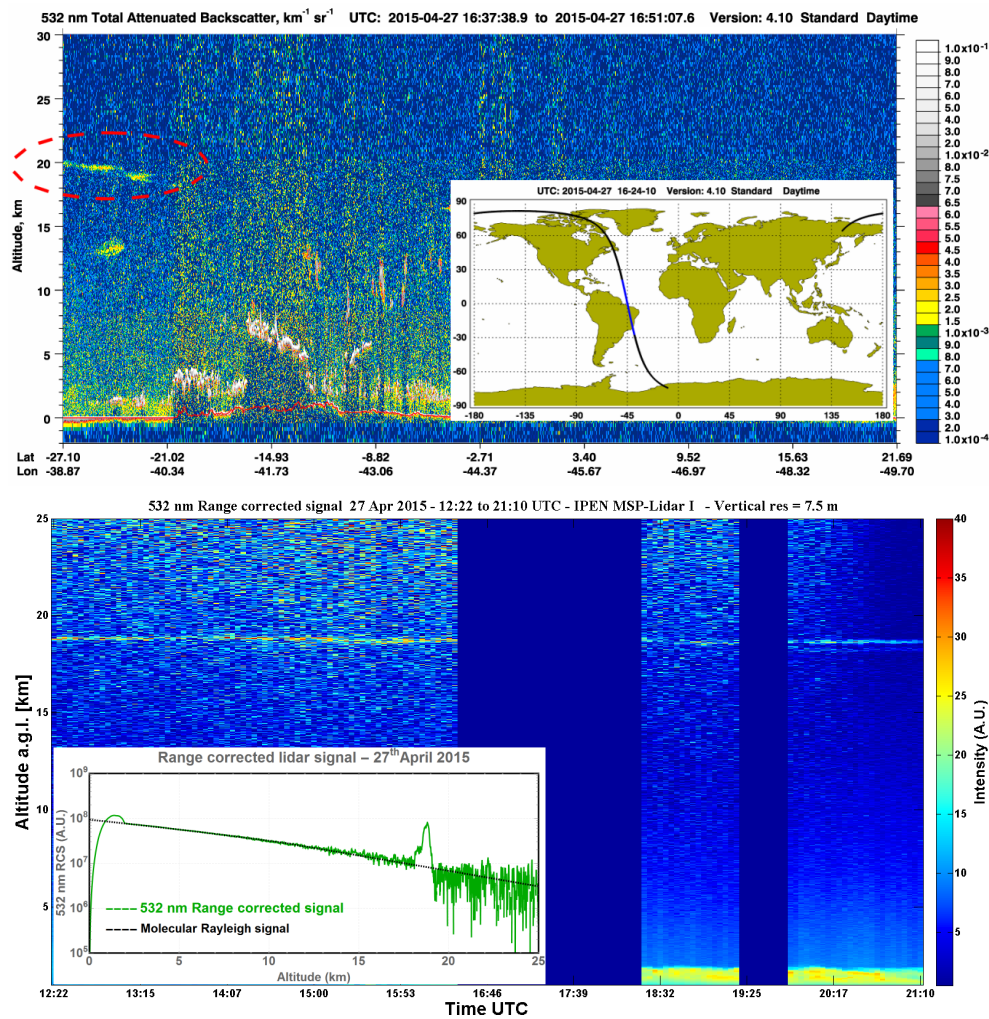 532 nm Total Attenuated Backscatter, km⁻¹ sr⁻¹ UTC: 2015-04-27 16:37:38.9 to 2015-04-27 16:51:07.6 Version: 4.10 Standard Daytime
30
25
20
15
10
5
0
Altitude, km
1.0x10⁻¹
9.0
8.0
7.0
6.0
5.0
4.0
3.0
2.0
1.0x10⁻²
8.0
7.5
7.0
6.5
6.0
5.5
5.0
4.5
4.0
3.5
3.0
2.5
2.0
1.5
1.0x10⁻³
9.0
8.0
7.0
6.0
5.0
4.0
3.0
2.0
1.0x10⁻⁴
UTC: 2015-04-27 16-24-10 Version: 4.10 Standard Daytime
90
60
30
0
-30
-60
-90
-180 -135 -90 -45 0 45 90 135 180
Lat -27.10 -21.02 -14.93 -8.82 -2.71 3.40 9.52 15.63 21.69
Lon -38.87 -40.34 -41.73 -43.06 -44.37 -45.67 -46.97 -48.32 -49.70
532 nm Range corrected signal 27 Apr 2015 - 12:22 to 21:10 UTC - IPEN MSP-Lidar I - Vertical res = 7.5 m
25
20
15
10
5
Altitude a.g.l. [km]
40
35
30
25
20
15
10
5
Intensity (A.U.)
Range corrected lidar signal – 27ᵗʰ April 2015
10⁹
10⁸
10⁷
10⁶
10⁵
532 nm RCS (A.U.)
532 nm Range corrected signal
Molecular Rayleigh signal
0 5 10 15 20 25
Altitude (km)
12:22 13:15 14:07 15:00 15:53 16:46 17:39 18:32 19:25 20:17 21:10
Time UTC